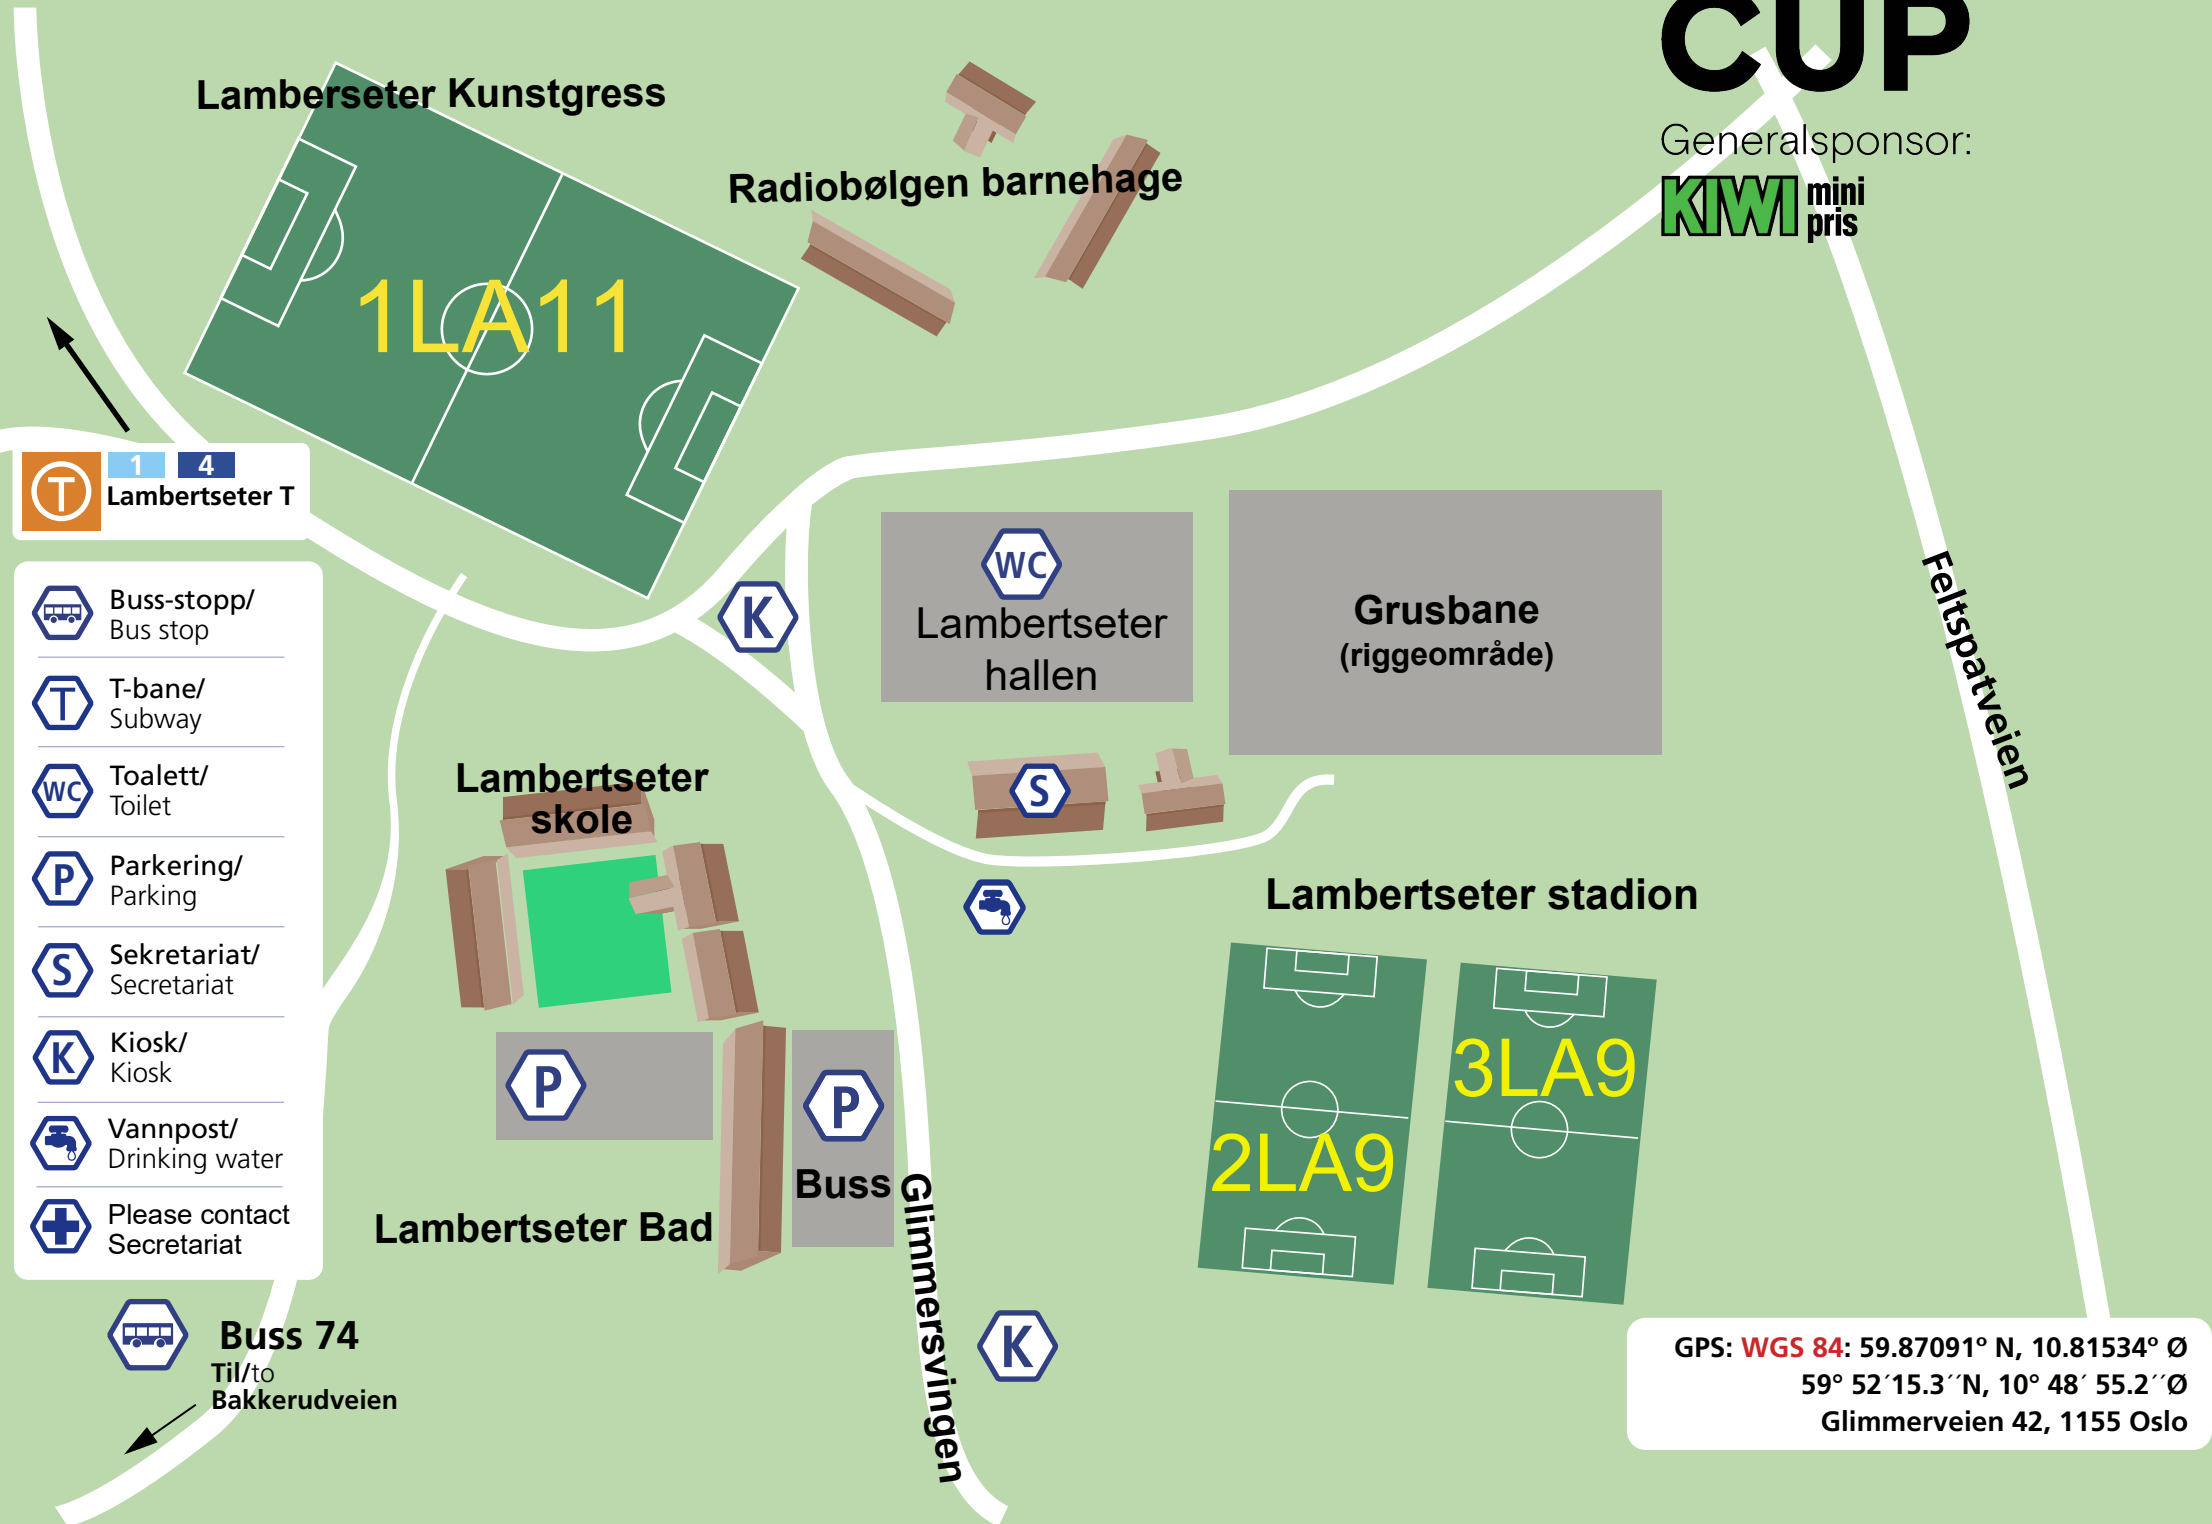 CUP
Generalsponsor:
KIWI mini
pris
Lamberseter Kunstgress
Radiobølgen barnehage
1LA11
T 1 4
Lambertseter T
Buss-stopp/
Bus stop
T T-bane/
Subway
WC Toalett/
Toilet
P Parkering/
Parking
S Sekretariat/
Secretariat
K Kiosk/
Kiosk
Vannpost/
Drinking water
Please contact
Secretariat
K
WC
Lambertseter
hallen
Grusbane
(riggeområde)
Feltspatveien
S
Lambertseter
skole
Lambertseter stadion
3LA9
2LA9
P
P
Buss
Lambertseter Bad
Glimmersvingen
K
Buss 74
Til/to
Bakkerudveien
GPS: WGS 84: 59.87091º N, 10.81534º Ø
59° 52´15.3´´N, 10° 48´ 55.2´´Ø
Glimmerveien 42, 1155 Oslo